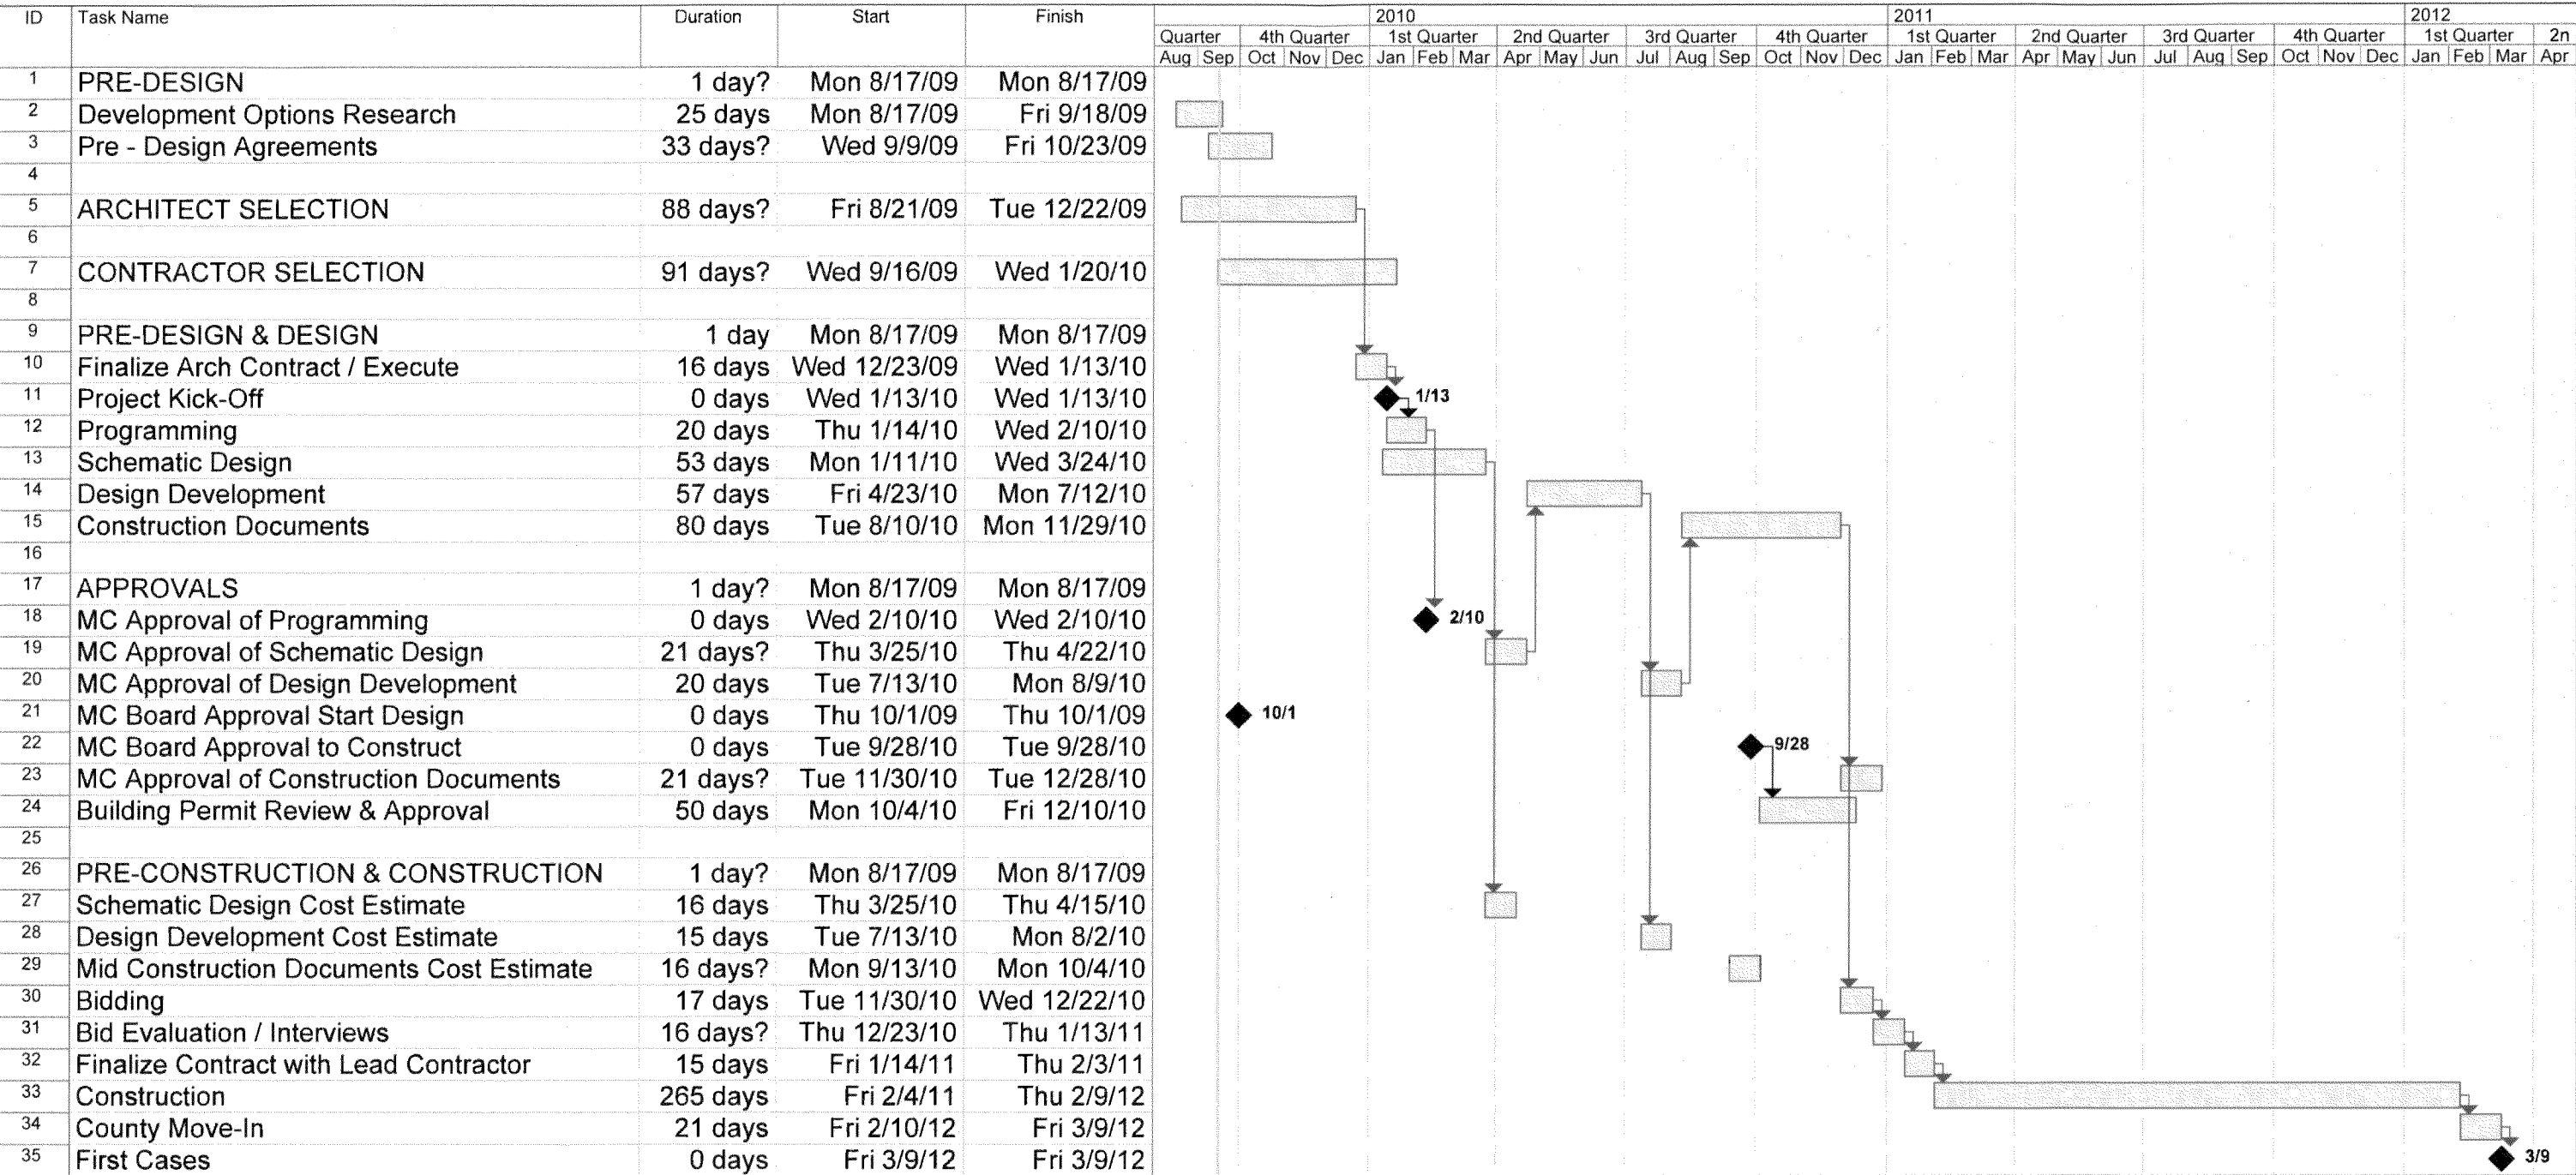 ID Task Name Duration Start Finish 2010 2011 2012
Quarter 4th Quarter 1st Quarter 2nd Quarter 3rd Quarter 4th Quarter 1st Quarter 2nd Quarter 3rd Quarter 4th Quarter 1st Quarter 2n
Aug Sep Oct Nov Dec Jan Feb Mar Apr May Jun Jul Aug Sep Oct Nov Dec Jan Feb Mar Apr May Jun Jul Aug Sep Oct Nov Dec Jan Feb Mar Apr
1 PRE-DESIGN 1 day? Mon 8/17/09 Mon 8/17/09
2 Development Options Research 25 days Mon 8/17/09 Fri 9/18/09
3 Pre - Design Agreements 33 days? Wed 9/9/09 Fri 10/23/09
4
5 ARCHITECT SELECTION 88 days? Fri 8/21/09 Tue 12/22/09
6
7 CONTRACTOR SELECTION 91 days? Wed 9/16/09 Wed 1/20/10
8
9 PRE-DESIGN & DESIGN 1 day Mon 8/17/09 Mon 8/17/09
10 Finalize Arch Contract / Execute 16 days Wed 12/23/09 Wed 1/13/10
11 Project Kick-Off 0 days Wed 1/13/10 Wed 1/13/10 1/13
12 Programming 20 days Thu 1/14/10 Wed 2/10/10
13 Schematic Design 53 days Mon 1/11/10 Wed 3/24/10
14 Design Development 57 days Fri 4/23/10 Mon 7/12/10
15 Construction Documents 80 days Tue 8/10/10 Mon 11/29/10
16
17 APPROVALS 1 day? Mon 8/17/09 Mon 8/17/09
18 MC Approval of Programming 0 days Wed 2/10/10 Wed 2/10/10 2/10
19 MC Approval of Schematic Design 21 days? Thu 3/25/10 Thu 4/22/10
20 MC Approval of Design Development 20 days Tue 7/13/10 Mon 8/9/10
21 MC Board Approval Start Design 0 days Thu 10/1/09 Thu 10/1/09 10/1
22 MC Board Approval to Construct 0 days Tue 9/28/10 Tue 9/28/10 9/28
23 MC Approval of Construction Documents 21 days? Tue 11/30/10 Tue 12/28/10
24 Building Permit Review & Approval 50 days Mon 10/4/10 Fri 12/10/10
25
26 PRE-CONSTRUCTION & CONSTRUCTION 1 day? Mon 8/17/09 Mon 8/17/09
27 Schematic Design Cost Estimate 16 days Thu 3/25/10 Thu 4/15/10
28 Design Development Cost Estimate 15 days Tue 7/13/10 Mon 8/2/10
29 Mid Construction Documents Cost Estimate 16 days? Mon 9/13/10 Mon 10/4/10
30 Bidding 17 days Tue 11/30/10 Wed 12/22/10
31 Bid Evaluation / Interviews 16 days? Thu 12/23/10 Thu 1/13/11
32 Finalize Contract with Lead Contractor 15 days Fri 1/14/11 Thu 2/3/11
33 Construction 265 days Fri 2/4/11 Thu 2/9/12
34 County Move-In 21 days Fri 2/10/12 Fri 3/9/12
35 First Cases 0 days Fri 3/9/12 Fri 3/9/12 3/9